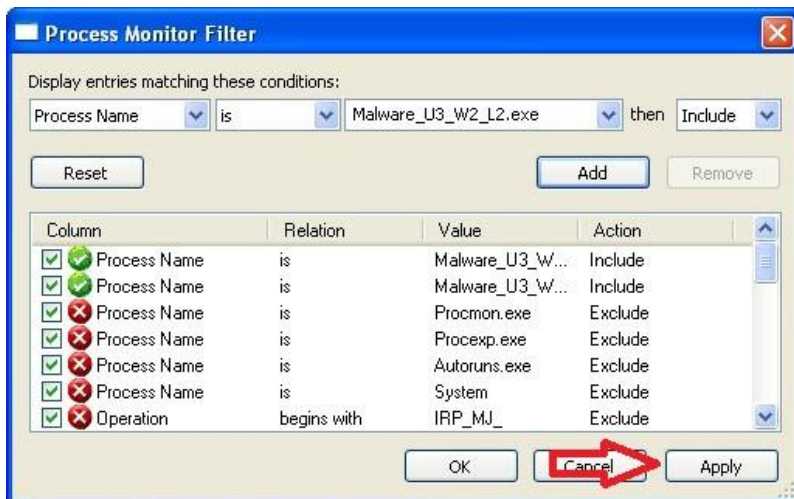 Process Monitor Filter
Display entries matching these conditions:
Process Name is Malware_U3_W2_L2.exe then Include
Reset Add Remove
Column Relation Value Action
Process Name is Malware_U3_W... Include
Process Name is Malware_U3_W... Include
Process Name is Procmon.exe Exclude
Process Name is Procexp.exe Exclude
Process Name is Autoruns.exe Exclude
Process Name is System Exclude
Operation begins with IRP_MJ_ Exclude
OK Cancel Apply